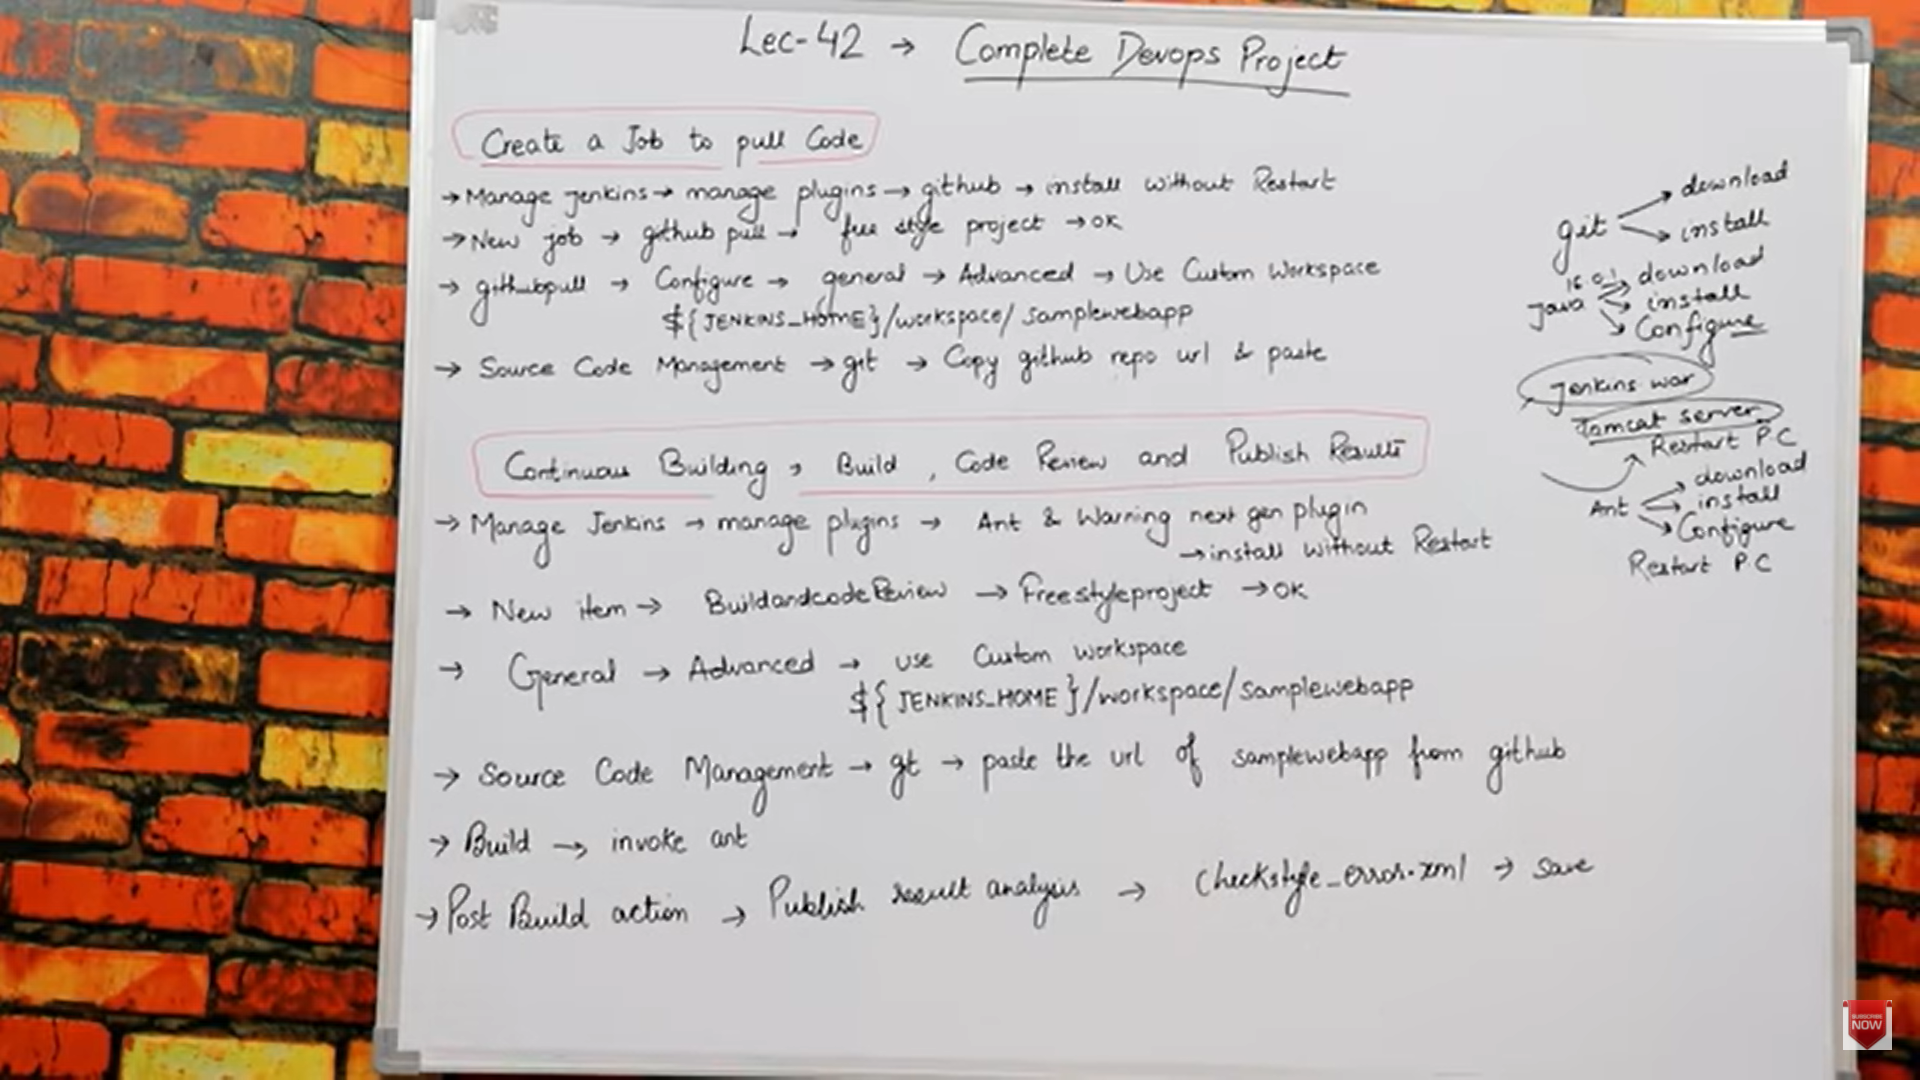 Lec-42 → Complete Devops Project
Create a Job to pull Code
→ Manage jenkins → manage plugins → github → install without Restart
→ New job → github pull → free style project → OK
→ githubpull → Configure → general → Advanced → Use Custom Workspace
${JENKINS_HOME}/workspace/samplewebapp
→ Source Code Management → git → Copy github repo url & paste
Continuous Building, Build, Code Review and Publish Results
→ Manage Jenkins → manage plugins → Ant & Warning next gen plugin
→ install without Restart
→ New item → BuildandcodeReview → Freestyleproject → OK
→ General → Advanced → use Custom workspace
${JENKINS_HOME}/workspace/samplewebapp
→ Source Code Management → gt → paste the url of samplewebapp from github
→ Build → invoke ant
→ Post Build action → Publish result analysis → Checkstyle_error.xml → save
git → download
→ install
Java → download
→ install
→ Configure
Jenkins war
Tomcat server
Restart PC
Ant → download
→ install
→ Configure
Restart PC
SUBSCRIBE
NOW